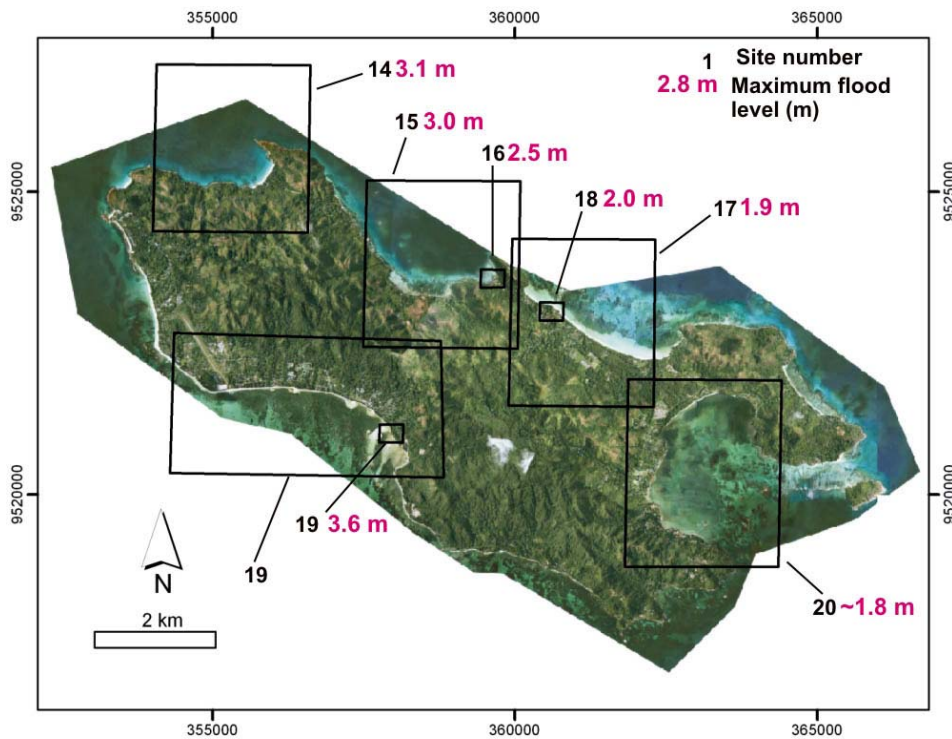 355000 360000 365000
1 Site number
2.8 m Maximum flood
level (m)
14 3.1 m
15 3.0 m
16 2.5 m
18 2.0 m
17 1.9 m
9525000 9525000
9520000 9520000
19 3.6 m
19
20 ~1.8 m
N
2 km
355000 360000 365000